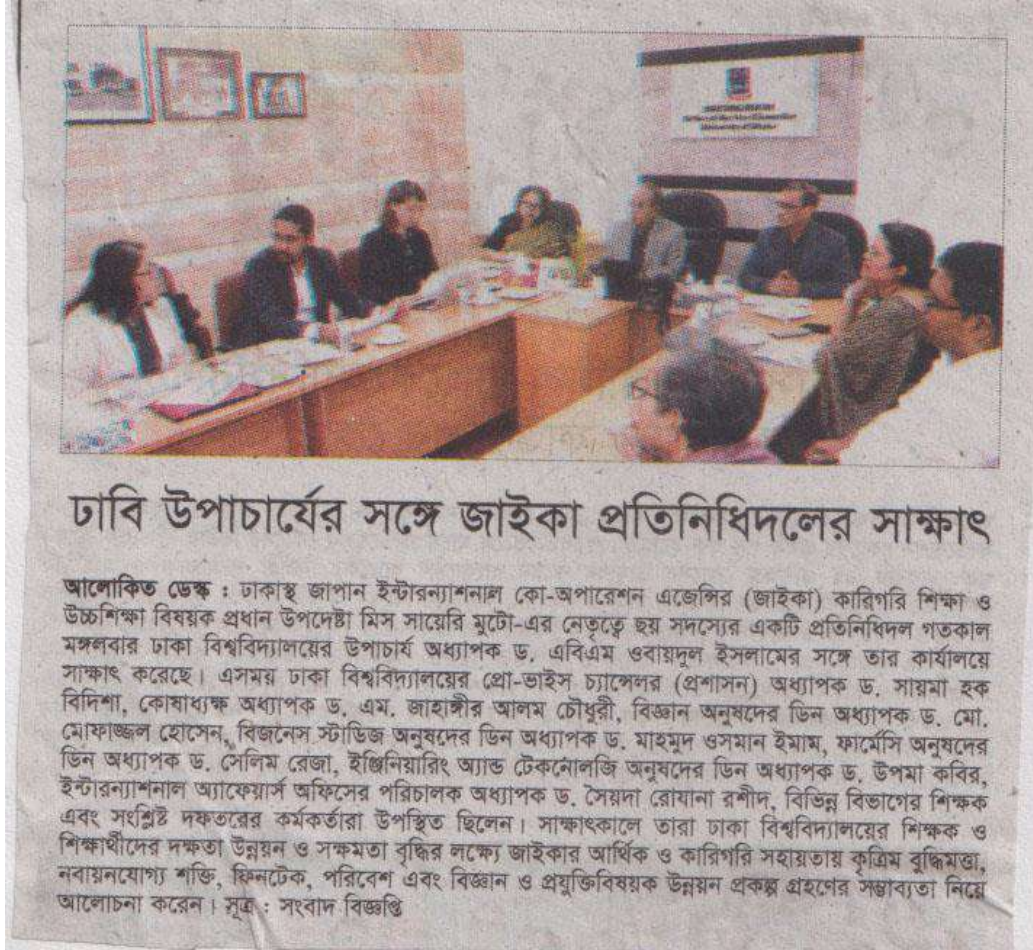 ঢাবি উপাচার্যের সঙ্গে জাইকা প্রতিনিধিদলের সাক্ষাৎ
আলোকিত ডেস্ক : ঢাকাস্থ জাপান ইন্টারন্যাশনাল কো-অপারেশন এজেন্সির (জাইকা) কারিগরি শিক্ষা ও
উচ্চশিক্ষা বিষয়ক প্রধান উপদেষ্টা মিস সায়েরি মুটো-এর নেতৃত্বে ছয় সদস্যের একটি প্রতিনিধিদল গতকাল
মঙ্গলবার ঢাকা বিশ্ববিদ্যালয়ের উপাচার্য অধ্যাপক ড. এবিএম ওবায়দুল ইসলামের সঙ্গে তার কার্যালয়ে
সাক্ষাৎ করেছে। এসময় ঢাকা বিশ্ববিদ্যালয়ের প্রো-ভাইস চ্যান্সেলর (প্রশাসন) অধ্যাপক ড. সায়মা হক
বিদিশা, কোষাধ্যক্ষ অধ্যাপক ড. এম. জাহাঙ্গীর আলম চৌধুরী, বিজ্ঞান অনুষদের ডিন অধ্যাপক ড. মো.
মোফাজ্জল হোসেন, বিজনেস স্টাডিজ অনুষদের ডিন অধ্যাপক ড. মাহমুদ ওসমান ইমাম, ফার্মেসি অনুষদের
ডিন অধ্যাপক ড. সেলিম রেজা, ইঞ্জিনিয়ারিং অ্যান্ড টেকনোলজি অনুষদের ডিন অধ্যাপক ড. উপমা কবির,
ইন্টারন্যাশনাল অ্যাফেয়ার্স অফিসের পরিচালক অধ্যাপক ড. সৈয়দা রোযানা রশীদ, বিভিন্ন বিভাগের শিক্ষক
এবং সংশ্লিষ্ট দফতরের কর্মকর্তারা উপস্থিত ছিলেন। সাক্ষাৎকালে তারা ঢাকা বিশ্ববিদ্যালয়ের শিক্ষক ও
শিক্ষার্থীদের দক্ষতা উন্নয়ন ও সক্ষমতা বৃদ্ধির লক্ষ্যে জাইকার আর্থিক ও কারিগরি সহায়তায় কৃত্রিম বুদ্ধিমত্তা,
নবায়নযোগ্য শক্তি, ফিনটেক, পরিবেশ এবং বিজ্ঞান ও প্রযুক্তিবিষয়ক উন্নয়ন প্রকল্প গ্রহণের সম্ভাব্যতা নিয়ে
আলোচনা করেন। সূত্র : সংবাদ বিজ্ঞপ্তি